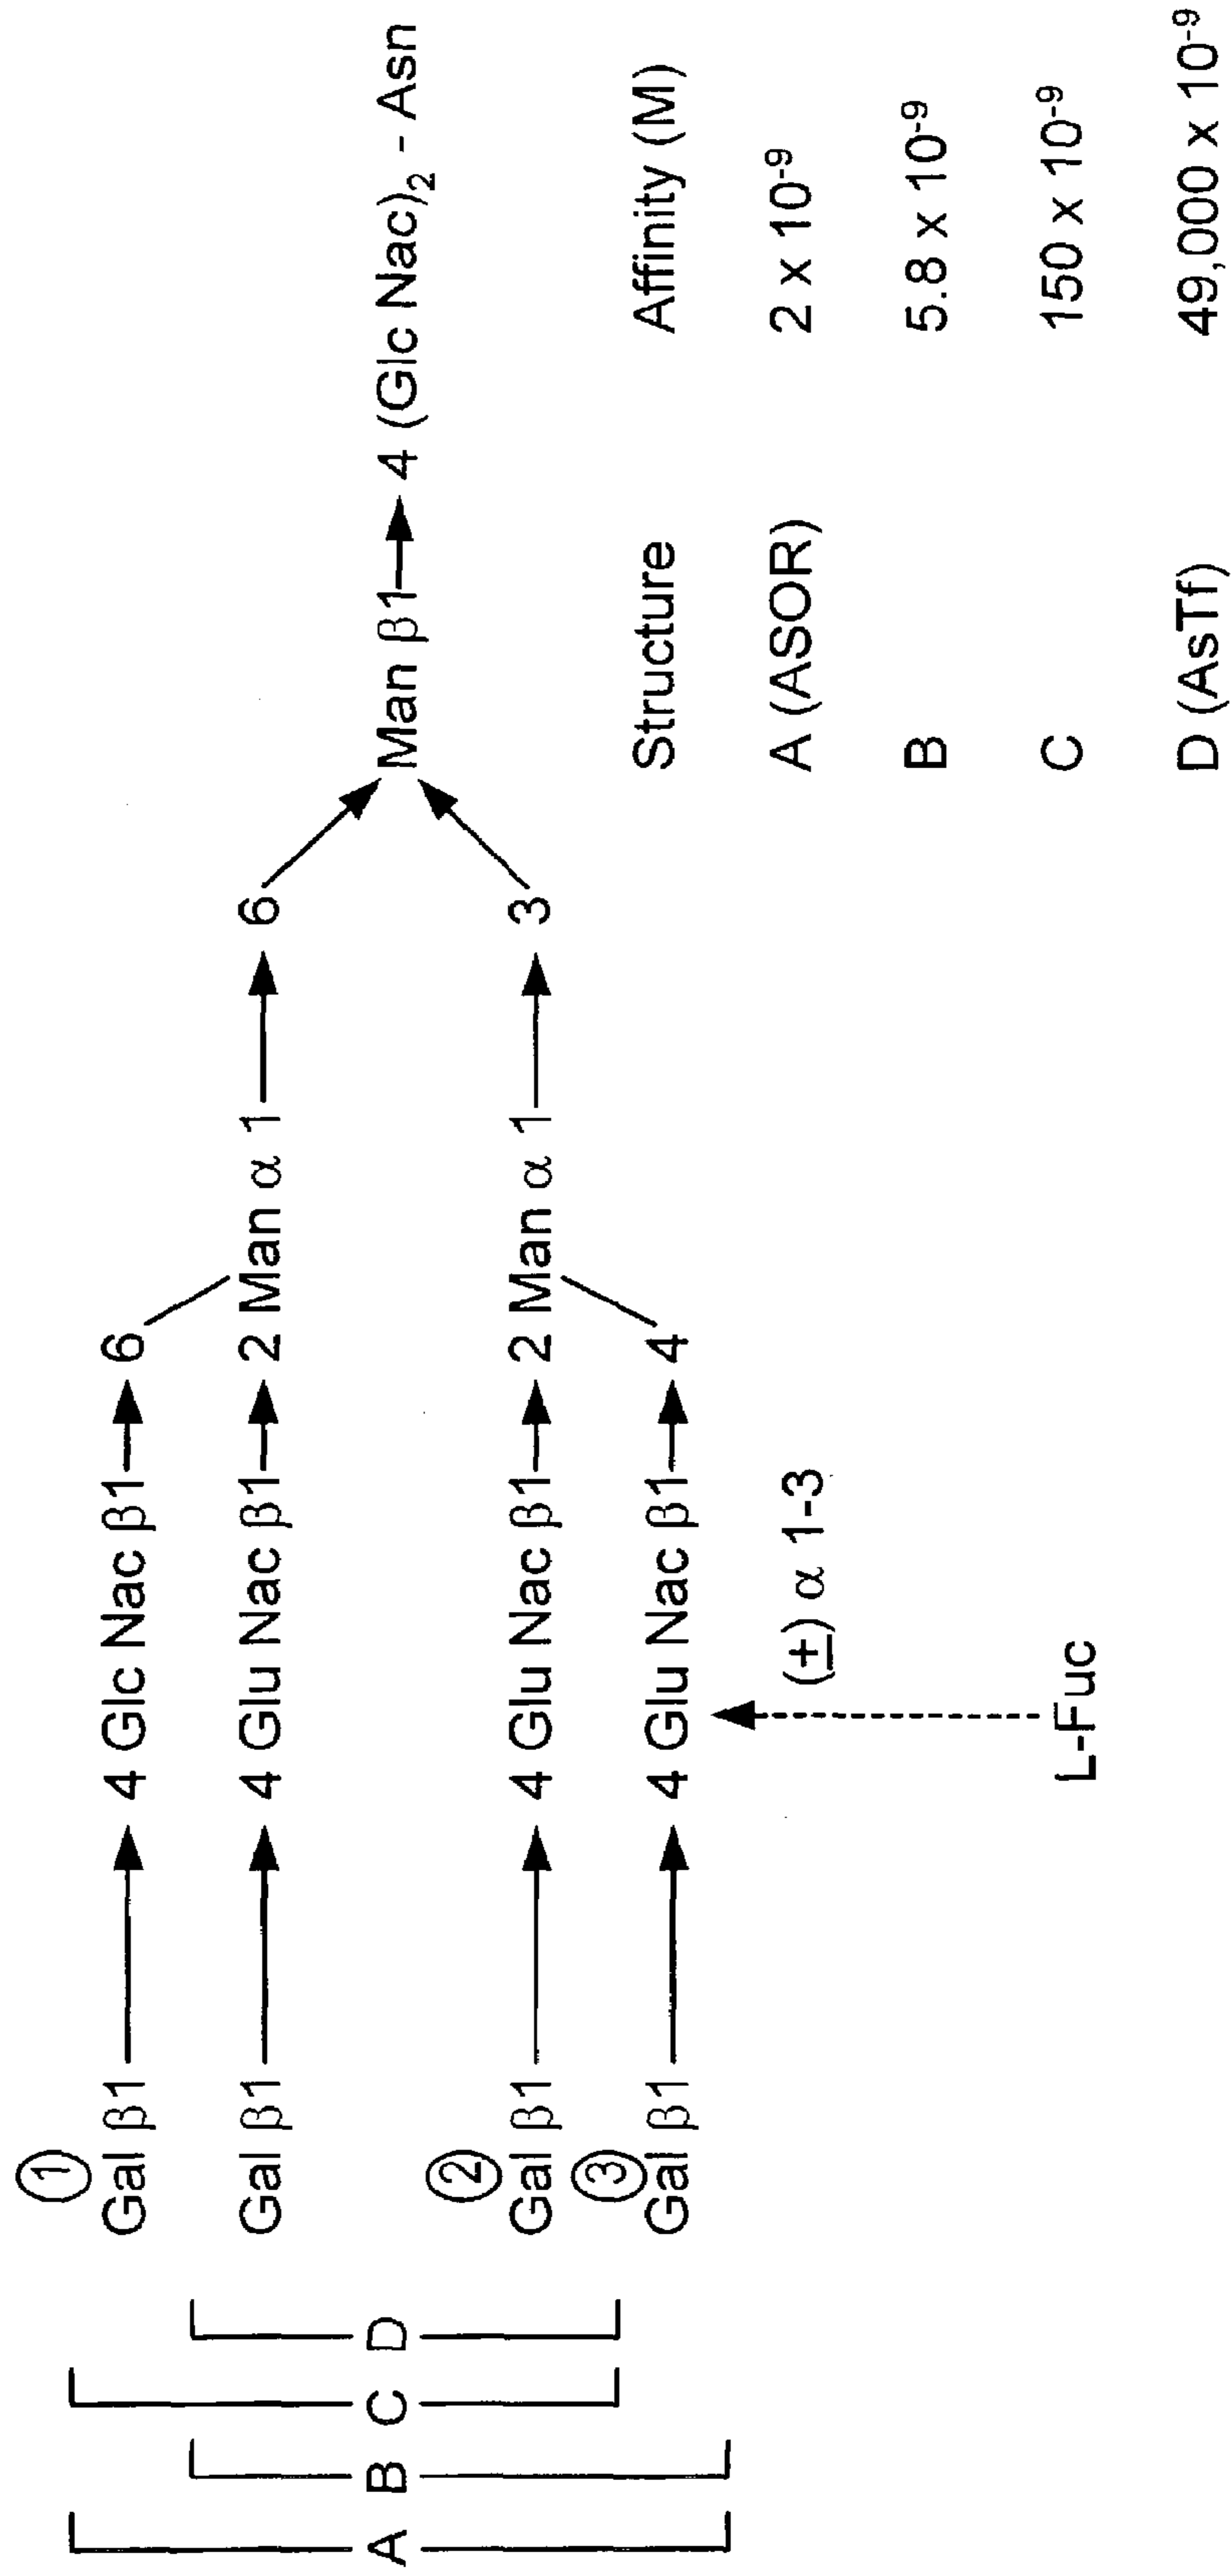 ①
Gal β1 → 4 Glc Nac β1 → 6
Gal β1 → 4 Glu Nac β1 → 2 Man α 1 → 6
Man β1 → 4 (Glc Nac)2 - Asn
②
Gal β1 → 4 Glu Nac β1 → 2 Man α 1 → 3
③
Gal β1 → 4 Glu Nac β1 → 4
(±) α 1-3
L-Fuc
A B C D
Structure Affinity (M)
A (ASOR) 2 x 10-9
B 5.8 x 10-9
C 150 x 10-9
D (AsTf) 49,000 x 10-9